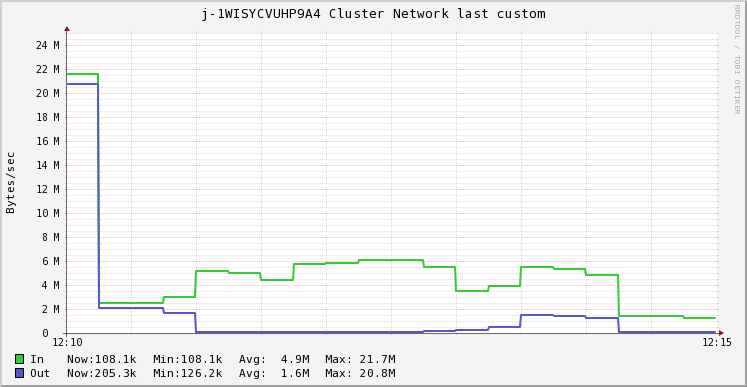 j-1WISYCVUHP9A4 Cluster Network last custom
RRDTOOL / TOBI OETIKER
Bytes/sec
24 M
22 M
20 M
18 M
16 M
14 M
12 M
10 M
8 M
6 M
4 M
2 M
0
12:10
12:15
In Now:108.1k Min:108.1k Avg: 4.9M Max: 21.7M
Out Now:205.3k Min:126.2k Avg: 1.6M Max: 20.8M